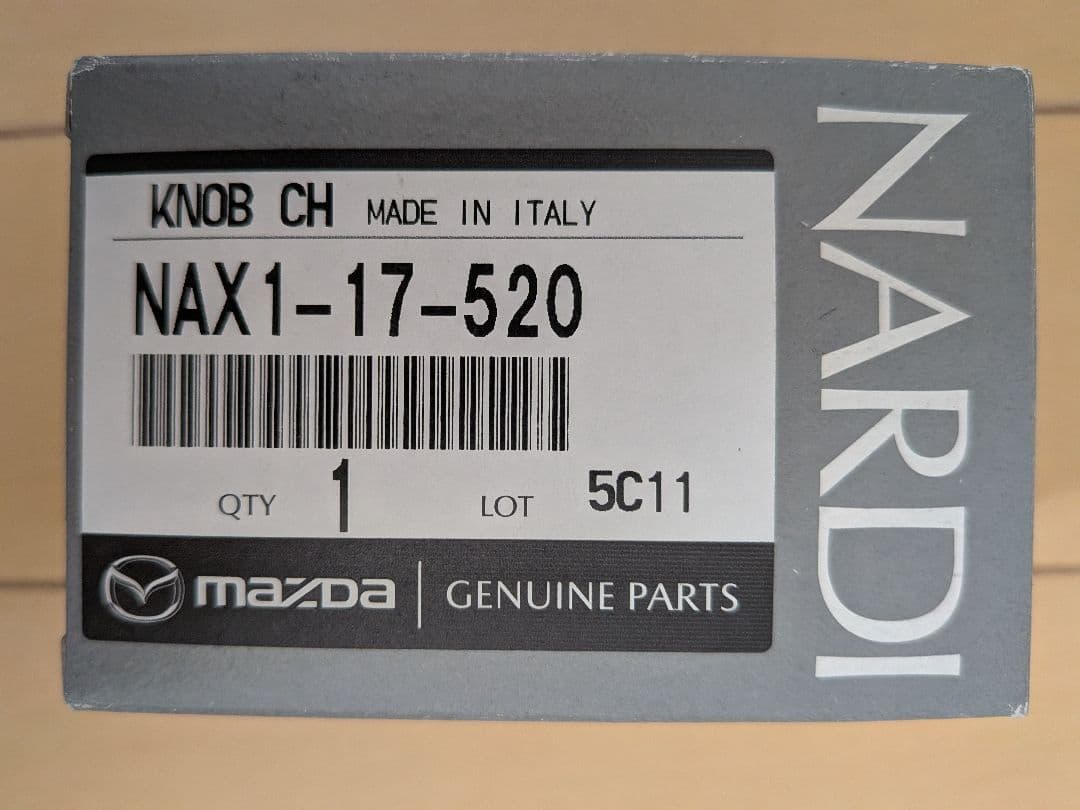 KNOB CH MADE IN ITALY
NAX1-17-520
QTY 1 LOT 5C11
mazda GENUINE PARTS
NARDI